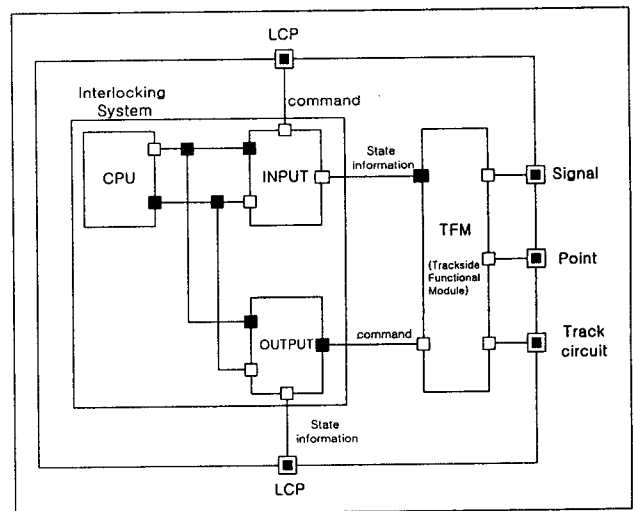 LCP
command
Interlocking
System
CPU
INPUT
State
information
TFM
(Trackside
Functional
Module)
Signal
Point
Track
circuit
OUTPUT
command
State
information
LCP